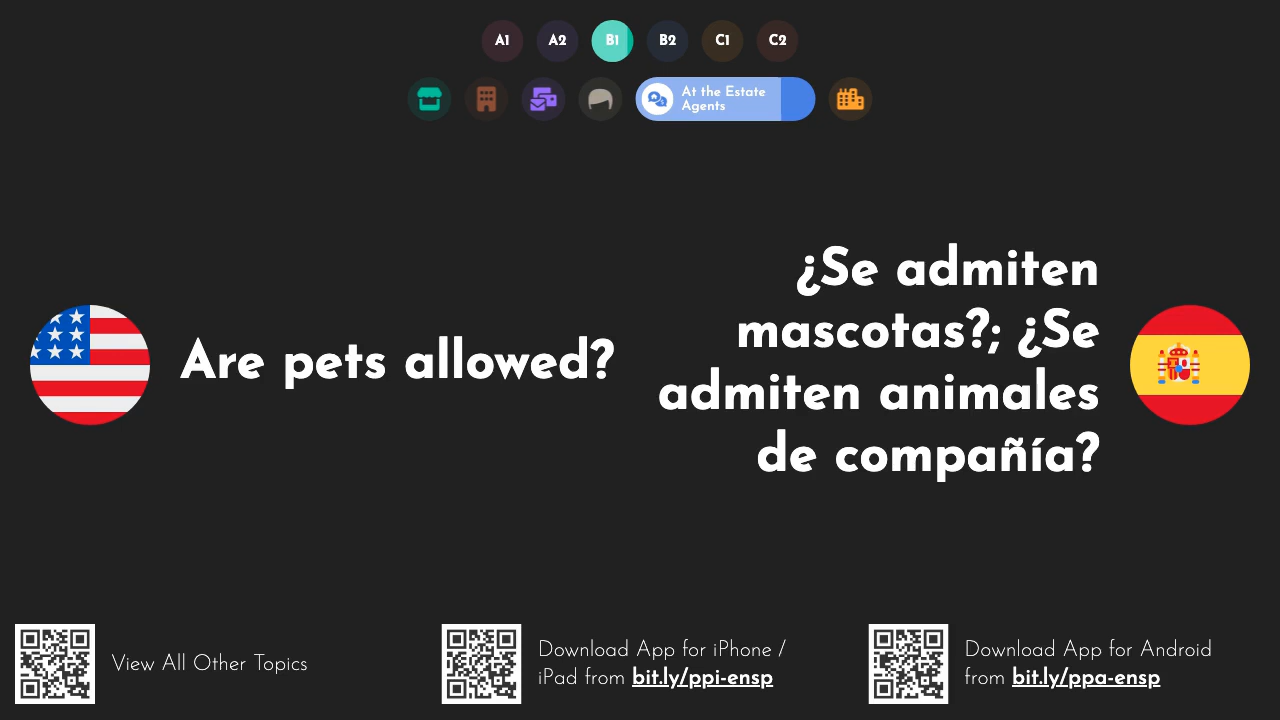 A1 A2 B1 B2 C1 C2
At the Estate
Agents
Are pets allowed?
¿Se admiten
mascotas?; ¿Se
admiten animales
de compañía?
View All Other Topics
Download App for iPhone /
iPad from bit.ly/ppi-ensp
Download App for Android
from bit.ly/ppa-ensp